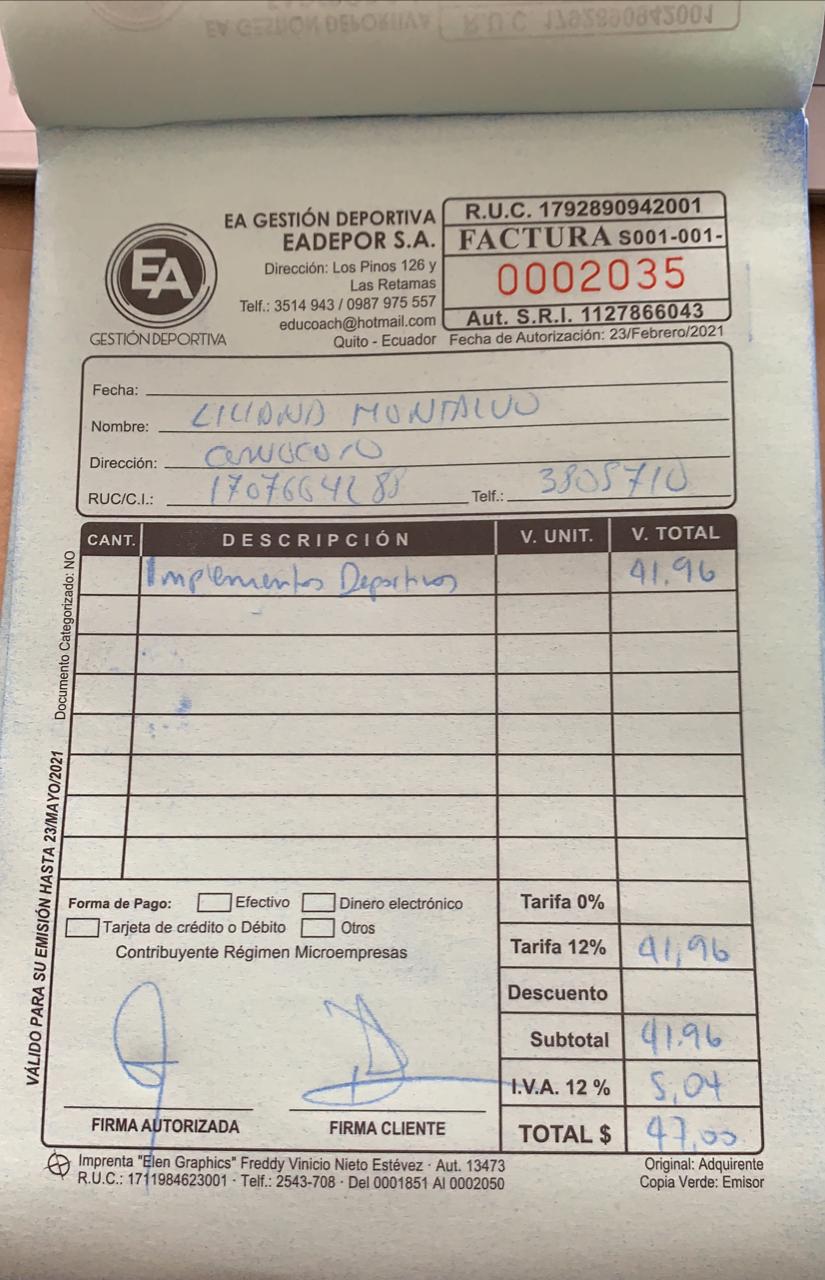 EA GESTIÓN DEPORTIVA R.U.C 1792890942001
EA
GESTIÓN DEPORTIVA
EA GESTIÓN DEPORTIVA
EADEPOR S.A.
Dirección: Los Pinos 126 y
Las Retamas
Telf.: 3514 943 / 0987 975 557
educoach@hotmail.com
Quito - Ecuador
R.U.C. 1792890942001
FACTURA S001-001-
0002035
Aut. S.R.I. 1127866043
Fecha de Autorización: 23/Febrero/2021
Fecha:
Nombre: LILIANA MONTALVO
Dirección:
RUC/C.I.: Telf.: 3805710
CANT. DESCRIPCIÓN V. UNIT. V. TOTAL
Implementos Deportivos 41.96
Documento Categorizado: NO
VÁLIDO PARA SU EMISIÓN HASTA 23/MAYO/2021
Forma de Pago: Efectivo Dinero electrónico
Tarjeta de crédito o Débito Otros
Contribuyente Régimen Microempresas
Tarifa 0%
Tarifa 12% 41,96
Descuento
Subtotal 41.96
I.V.A. 12 % 5,04
TOTAL $ 47,00
FIRMA AUTORIZADA FIRMA CLIENTE
Imprenta "Elen Graphics" Freddy Vinicio Nieto Estévez · Aut. 13473
R.U.C.: 1711984623001 · Telf.: 2543-708 · Del 0001851 Al 0002050
Original: Adquirente
Copia Verde: Emisor